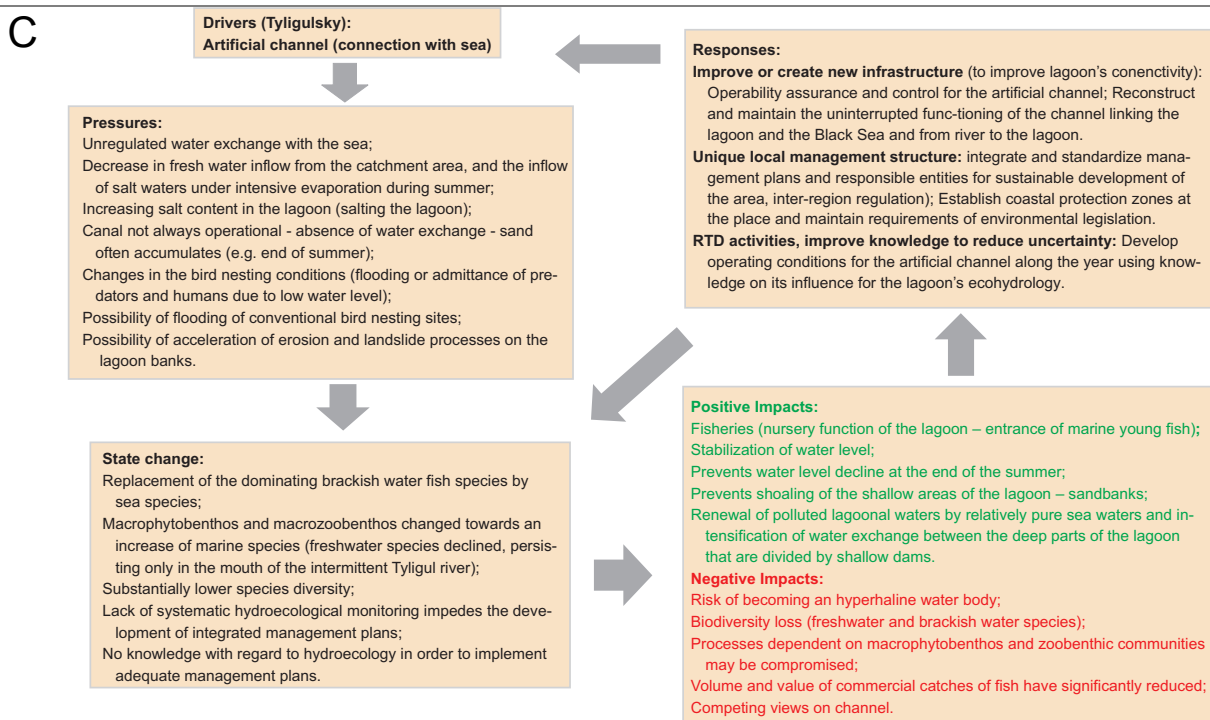 C
Drivers (Tyligulsky):
Artificial channel (connection with sea)
Pressures:
Unregulated water exchange with the sea;
Decrease in fresh water inflow from the catchment area, and the inflow
of salt waters under intensive evaporation during summer;
Increasing salt content in the lagoon (salting the lagoon);
Canal not always operational - absence of water exchange - sand
often accumulates (e.g. end of summer);
Changes in the bird nesting conditions (flooding or admittance of pre-
dators and humans due to low water level);
Possibility of flooding of conventional bird nesting sites;
Possibility of acceleration of erosion and landslide processes on the
lagoon banks.
State change:
Replacement of the dominating brackish water fish species by
sea species;
Macrophytobenthos and macrozoobenthos changed towards an
increase of marine species (freshwater species declined, persis-
ting only in the mouth of the intermittent Tyligul river);
Substantially lower species diversity;
Lack of systematic hydroecological monitoring impedes the deve-
lopment of integrated management plans;
No knowledge with regard to hydroecology in order to implement
adequate management plans.
Responses:
Improve or create new infrastructure (to improve lagoon's conenctivity):
Operability assurance and control for the artificial channel; Reconstruct
and maintain the uninterrupted func-tioning of the channel linking the
lagoon and the Black Sea and from river to the lagoon.
Unique local management structure: integrate and standardize mana-
gement plans and responsible entities for sustainable development of
the area, inter-region regulation); Establish coastal protection zones at
the place and maintain requirements of environmental legislation.
RTD activities, improve knowledge to reduce uncertainty: Develop
operating conditions for the artificial channel along the year using know-
ledge on its influence for the lagoon's ecohydrology.
Positive Impacts:
Fisheries (nursery function of the lagoon – entrance of marine young fish);
Stabilization of water level;
Prevents water level decline at the end of the summer;
Prevents shoaling of the shallow areas of the lagoon – sandbanks;
Renewal of polluted lagoonal waters by relatively pure sea waters and in-
tensification of water exchange between the deep parts of the lagoon
that are divided by shallow dams.
Negative Impacts:
Risk of becoming an hyperhaline water body;
Biodiversity loss (freshwater and brackish water species);
Processes dependent on macrophytobenthos and zoobenthic communities
may be compromised;
Volume and value of commercial catches of fish have significantly reduced;
Competing views on channel.